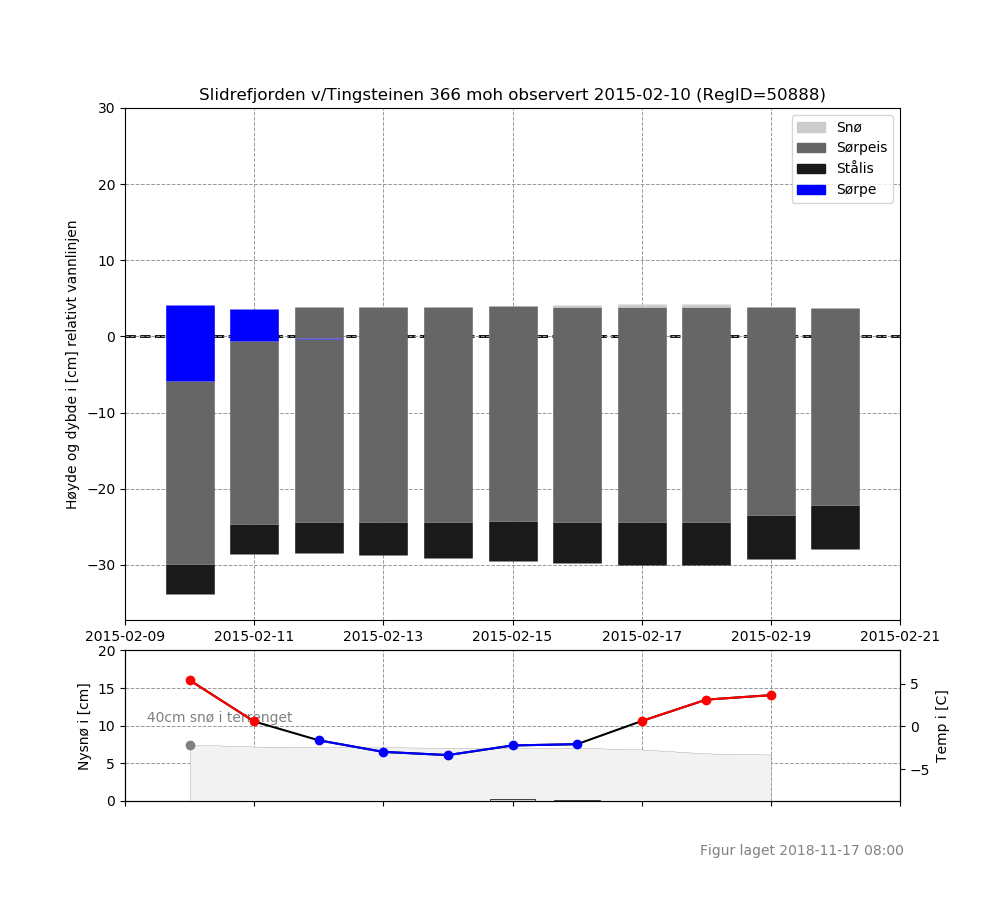 Slidrefjorden v/Tingsteinen 366 moh observert 2015-02-10 (RegID=50888)
Høyde og dybde i [cm] relativt vannlinjen
30
20
10
0
−10
−20
−30
Snø
Sørpeis
Stålis
Sørpe
2015-02-09 2015-02-11 2015-02-13 2015-02-15 2015-02-17 2015-02-19 2015-02-21
Nysnø i [cm]
20
15
10
5
0
40cm snø i terrenget
5
0
−5
Temp i [C]
Figur laget 2018-11-17 08:00